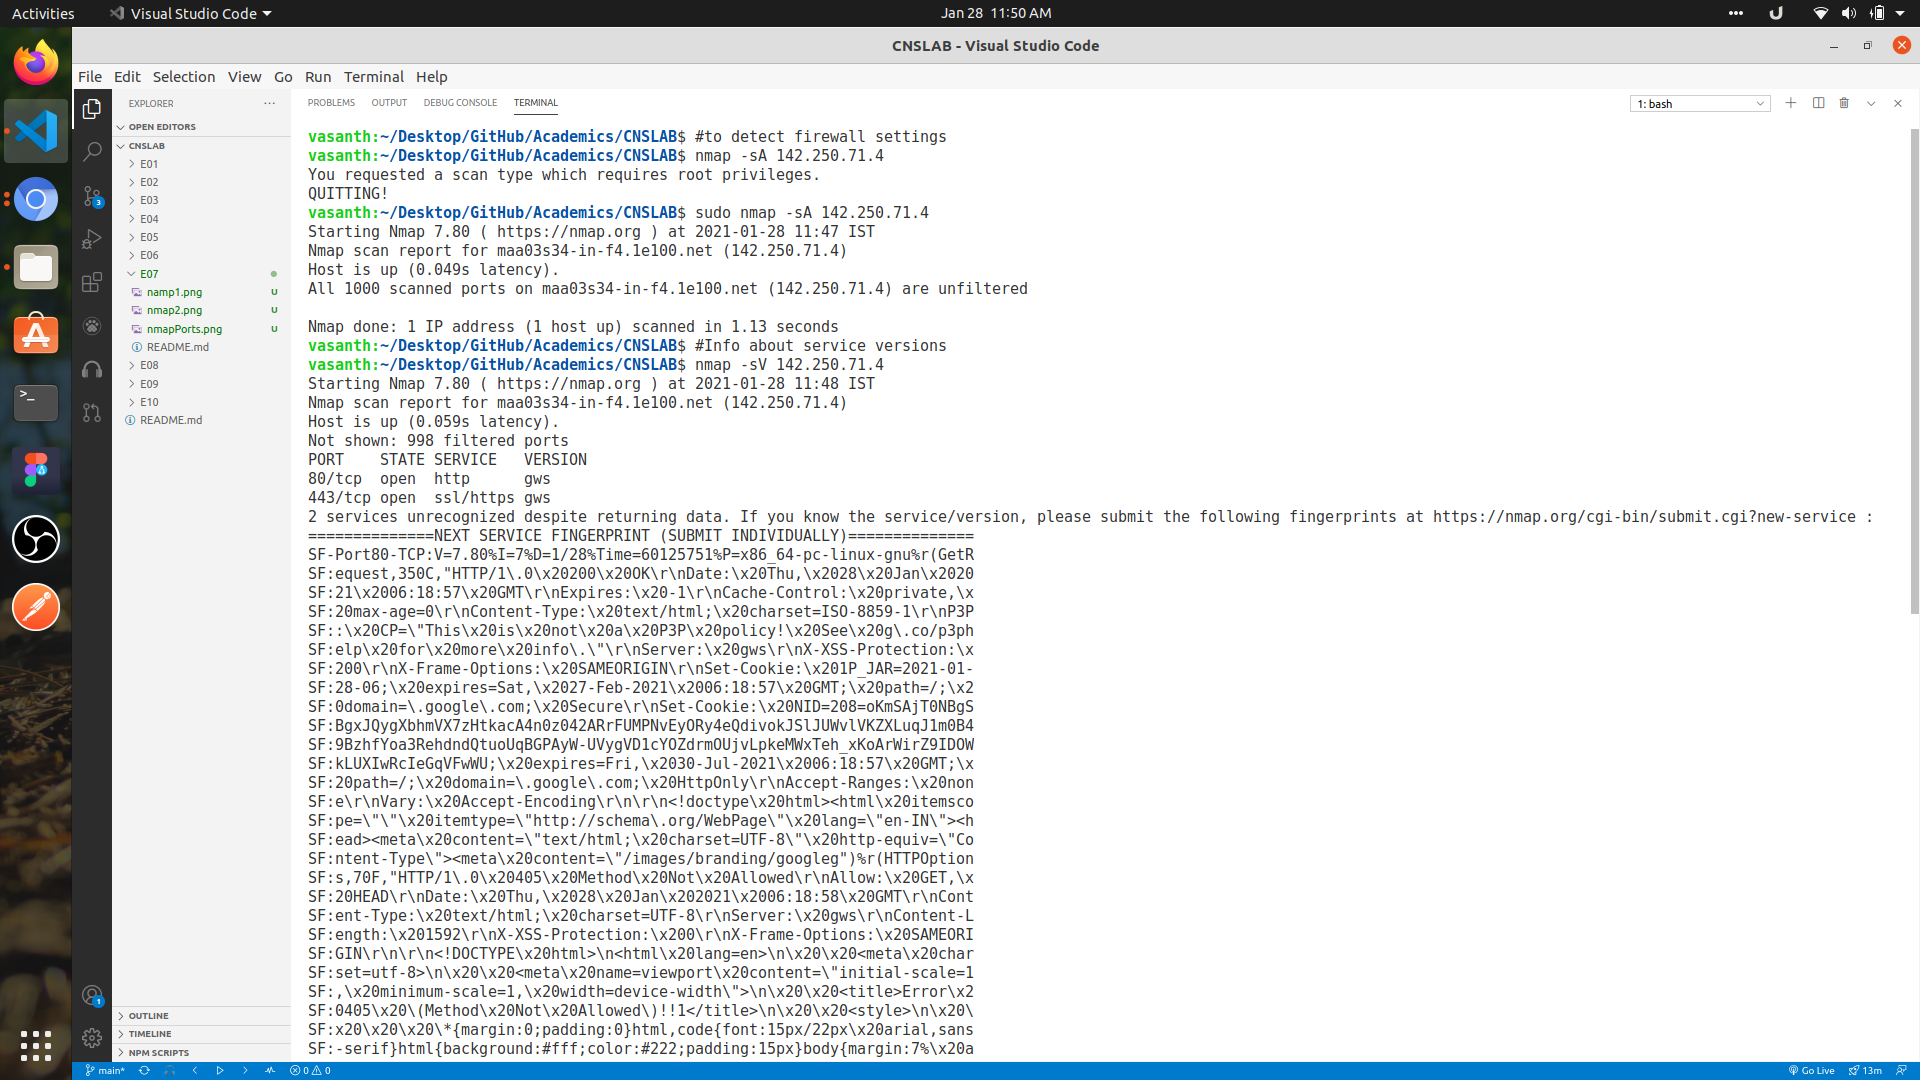 Activities
Visual Studio Code
Jan 28 11:50 AM
CNSLAB - Visual Studio Code
File Edit Selection View Go Run Terminal Help
EXPLORER
OPEN EDITORS
CNSLAB
E01
E02
E03
E04
E05
E06
E07
namp1.png U
nmap2.png U
nmapPorts.png U
README.md
E08
E09
E10
README.md
OUTLINE
TIMELINE
NPM SCRIPTS
3
1
PROBLEMS OUTPUT DEBUG CONSOLE TERMINAL
1: bash
vasanth:~/Desktop/GitHub/Academics/CNSLAB$ #to detect firewall settings
vasanth:~/Desktop/GitHub/Academics/CNSLAB$ nmap -sA 142.250.71.4
You requested a scan type which requires root privileges.
QUITTING!
vasanth:~/Desktop/GitHub/Academics/CNSLAB$ sudo nmap -sA 142.250.71.4
Starting Nmap 7.80 ( https://nmap.org ) at 2021-01-28 11:47 IST
Nmap scan report for maa03s34-in-f4.1e100.net (142.250.71.4)
Host is up (0.049s latency).
All 1000 scanned ports on maa03s34-in-f4.1e100.net (142.250.71.4) are unfiltered
Nmap done: 1 IP address (1 host up) scanned in 1.13 seconds
vasanth:~/Desktop/GitHub/Academics/CNSLAB$ #Info about service versions
vasanth:~/Desktop/GitHub/Academics/CNSLAB$ nmap -sV 142.250.71.4
Starting Nmap 7.80 ( https://nmap.org ) at 2021-01-28 11:48 IST
Nmap scan report for maa03s34-in-f4.1e100.net (142.250.71.4)
Host is up (0.059s latency).
Not shown: 998 filtered ports
PORT    STATE SERVICE   VERSION
80/tcp  open  http      gws
443/tcp open  ssl/https gws
2 services unrecognized despite returning data. If you know the service/version, please submit the following fingerprints at https://nmap.org/cgi-bin/submit.cgi?new-service :
==============NEXT SERVICE FINGERPRINT (SUBMIT INDIVIDUALLY)==============
SF-Port80-TCP:V=7.80%I=7%D=1/28%Time=60125751%P=x86_64-pc-linux-gnu%r(GetR
SF:equest,350C,"HTTP/1\.0\x20200\x20OK\r\nDate:\x20Thu,\x2028\x20Jan\x2020
SF:21\x2006:18:57\x20GMT\r\nExpires:\x20-1\r\nCache-Control:\x20private,\x
SF:20max-age=0\r\nContent-Type:\x20text/html;\x20charset=ISO-8859-1\r\nP3P
SF::\x20CP=\"This\x20is\x20not\x20a\x20P3P\x20policy!\x20See\x20g\.co/p3ph
SF:elp\x20for\x20more\x20info\.\"\r\nServer:\x20gws\r\nX-XSS-Protection:\x
SF:200\r\nX-Frame-Options:\x20SAMEORIGIN\r\nSet-Cookie:\x201P_JAR=2021-01-
SF:28-06;\x20expires=Sat,\x2027-Feb-2021\x2006:18:57\x20GMT;\x20path=/;\x2
SF:0domain=\.google\.com;\x20Secure\r\nSet-Cookie:\x20NID=208=oKmSAjT0NBgS
SF:BgxJQygXbhmVX7zHtkacA4n0z042ARrFUMPNvEyORy4eQdivokJSlJUWvlVKZXLuqJ1m0B4
SF:9BzhfYoa3RehdndQtuoUqBGPAyW-UVygVD1cYOZdrmOUjvLpkeMWxTeh_xKoArWirZ9IDOW
SF:kLUXIwRcIeGqVFwWU;\x20expires=Fri,\x2030-Jul-2021\x2006:18:57\x20GMT;\x
SF:20path=/;\x20domain=\.google\.com;\x20HttpOnly\r\nAccept-Ranges:\x20non
SF:e\r\nVary:\x20Accept-Encoding\r\n\r\n<!doctype\x20html><html\x20itemsco
SF:pe=\"\"\x20itemtype=\"http://schema\.org/WebPage\"\x20lang=\"en-IN\"><h
SF:ead><meta\x20content=\"text/html;\x20charset=UTF-8\"\x20http-equiv=\"Co
SF:ntent-Type\"><meta\x20content=\"/images/branding/googleg")%r(HTTPOption
SF:s,70F,"HTTP/1\.0\x20405\x20Method\x20Not\x20Allowed\r\nAllow:\x20GET,\x
SF:20HEAD\r\nDate:\x20Thu,\x2028\x20Jan\x202021\x2006:18:58\x20GMT\r\nCont
SF:ent-Type:\x20text/html;\x20charset=UTF-8\r\nServer:\x20gws\r\nContent-L
SF:ength:\x201592\r\nX-XSS-Protection:\x200\r\nX-Frame-Options:\x20SAMEORI
SF:GIN\r\n\r\n<!DOCTYPE\x20html>\n<html\x20lang=en>\n\x20\x20<meta\x20char
SF:set=utf-8>\n\x20\x20<meta\x20name=viewport\x20content=\"initial-scale=1
SF:,\x20minimum-scale=1,\x20width=device-width\">\n\x20\x20<title>Error\x2
SF:0405\x20\(Method\x20Not\x20Allowed\)!!1</title>\n\x20\x20<style>\n\x20\
SF:x20\x20\x20\*{margin:0;padding:0}html,code{font:15px/22px\x20arial,sans
SF:-serif}html{background:#fff;color:#222;padding:15px}body{margin:7%\x20a
main* 0 0
Go Live 13m